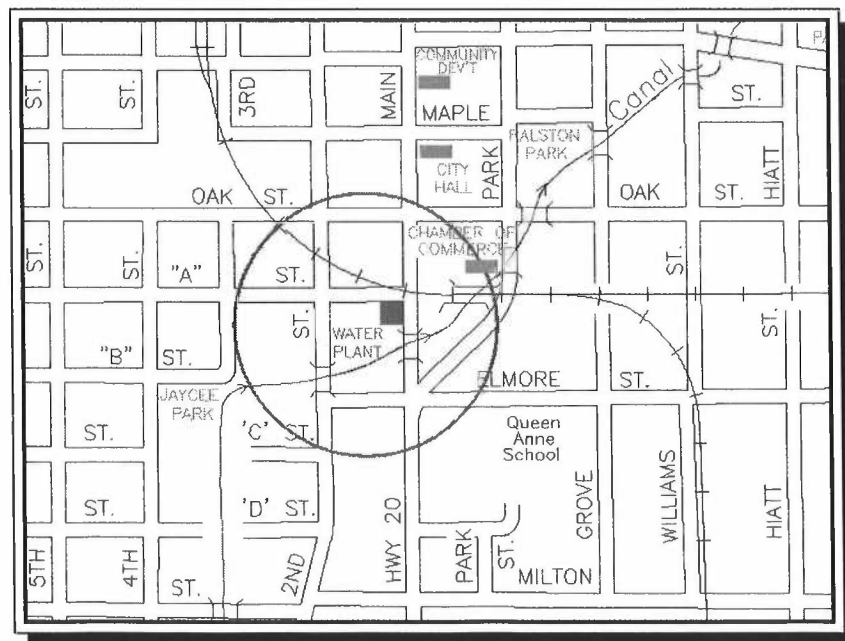 COMMUNITY
DEV'T
PA
ST.
ST.
3RD
MAIN
MAPLE
Canal
ST.
RALSTON
PARK
CITY
HALL
PARK
OAK ST.
OAK ST.
HIATT
CHAMBER OF
COMMERCE
ST.
ST.
"A" ST.
ST.
ST.
WATER
PLANT
ST.
"B" ST.
ELMORE ST.
JAYCEE
PARK
ST.
'C' ST.
Queen
Anne
School
ST.
'D' ST.
HWY 20
GROVE
WILLIAMS
HIATT
5TH
4TH
ST.
2ND
PARK
ST.
MILTON